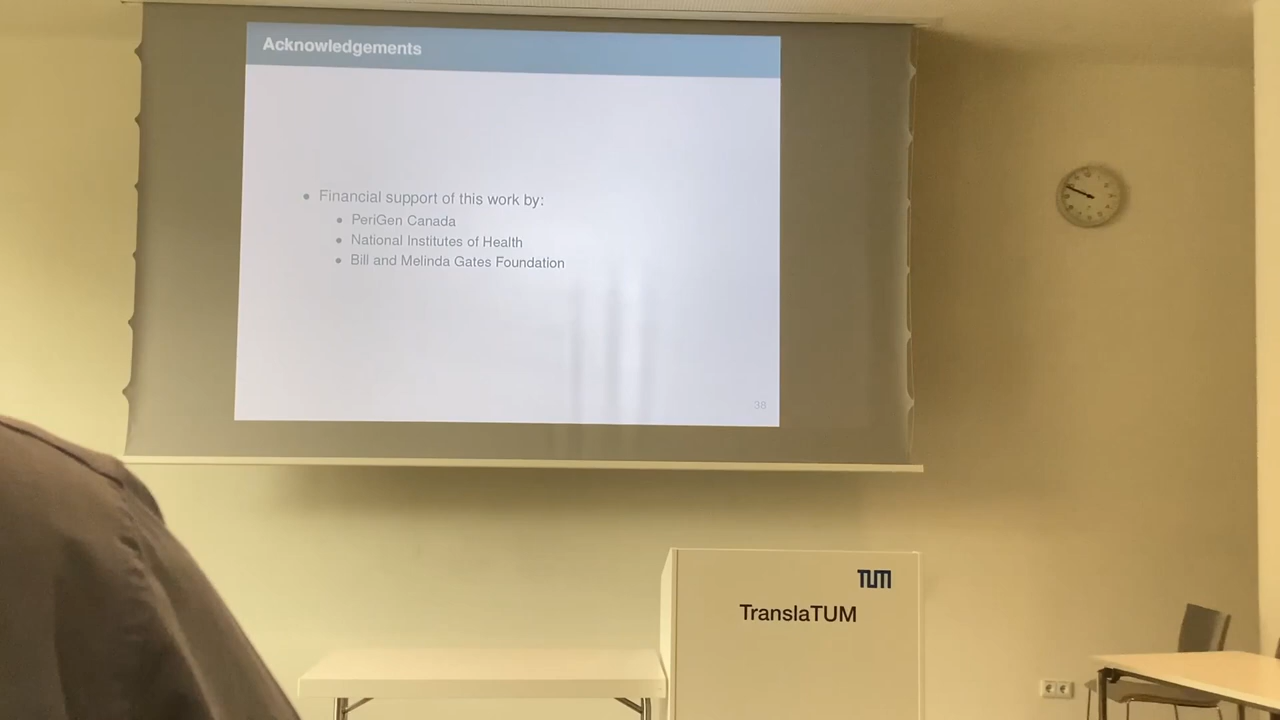 Acknowledgements
• Financial support of this work by:
• PeriGen Canada
• National Institutes of Health
• Bill and Melinda Gates Foundation
38
TUM
TranslaTUM